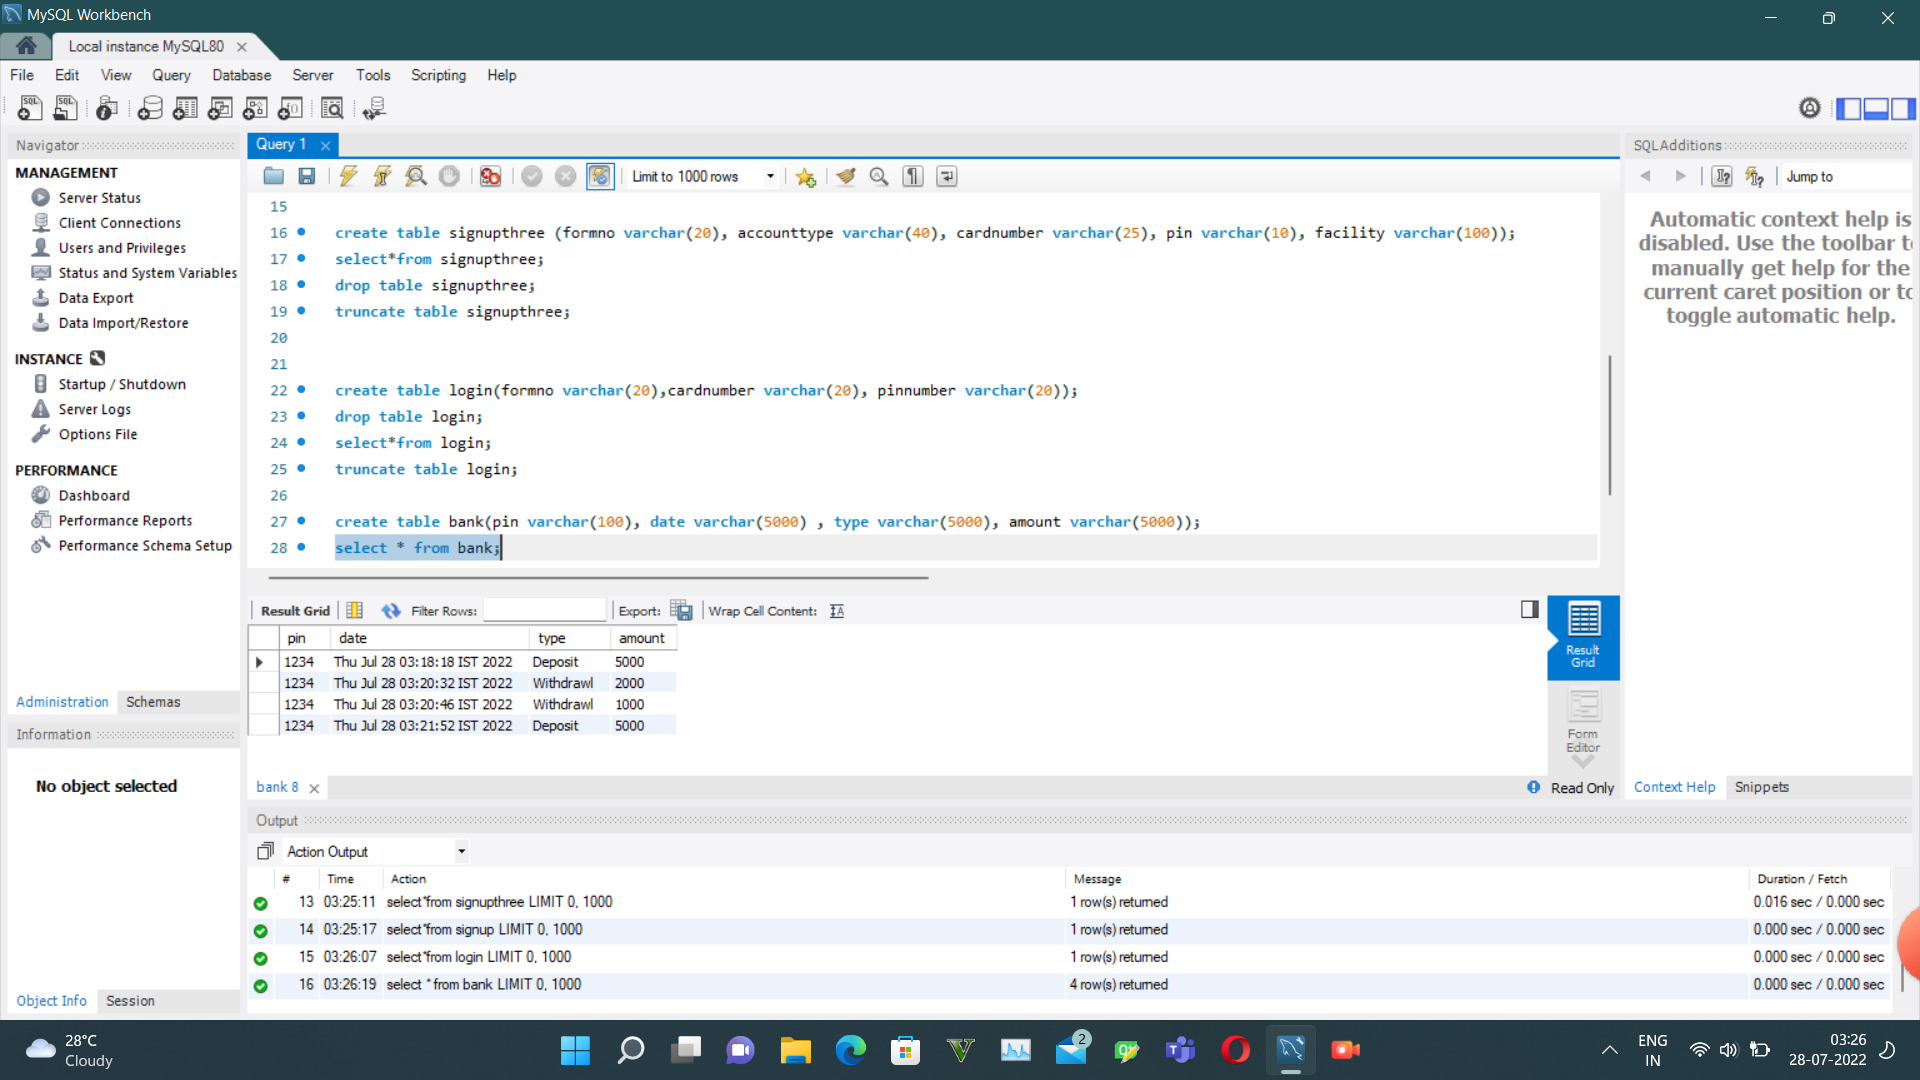 MySQL Workbench
Local instance MySQL80
File Edit View Query Database Server Tools Scripting Help
Navigator
MANAGEMENT
Server Status
Client Connections
Users and Privileges
Status and System Variables
Data Export
Data Import/Restore
INSTANCE
Startup / Shutdown
Server Logs
Options File
PERFORMANCE
Dashboard
Performance Reports
Performance Schema Setup
Administration Schemas
Information
No object selected
Object Info Session
Query 1
Limit to 1000 rows
15
16 create table signupthree (formno varchar(20), accounttype varchar(40), cardnumber varchar(25), pin varchar(10), facility varchar(100));
17 select*from signupthree;
18 drop table signupthree;
19 truncate table signupthree;
20
21
22 create table login(formno varchar(20),cardnumber varchar(20), pinnumber varchar(20));
23 drop table login;
24 select*from login;
25 truncate table login;
26
27 create table bank(pin varchar(100), date varchar(5000) , type varchar(5000), amount varchar(5000));
28 select * from bank;
Result Grid Filter Rows: Export: Wrap Cell Content:
pin date type amount
1234 Thu Jul 28 03:18:18 IST 2022 Deposit 5000
1234 Thu Jul 28 03:20:32 IST 2022 Withdrawl 2000
1234 Thu Jul 28 03:20:46 IST 2022 Withdrawl 1000
1234 Thu Jul 28 03:21:52 IST 2022 Deposit 5000
Result
Grid
Form
Editor
bank 8
Read Only
SQLAdditions
Jump to
Automatic context help is
disabled. Use the toolbar to
manually get help for the
current caret position or to
toggle automatic help.
Context Help Snippets
Output
Action Output
# Time Action Message Duration / Fetch
13 03:25:11 select*from signupthree LIMIT 0, 1000 1 row(s) returned 0.016 sec / 0.000 sec
14 03:25:17 select*from signup LIMIT 0, 1000 1 row(s) returned 0.000 sec / 0.000 sec
15 03:26:07 select*from login LIMIT 0, 1000 1 row(s) returned 0.000 sec / 0.000 sec
16 03:26:19 select * from bank LIMIT 0, 1000 4 row(s) returned 0.000 sec / 0.000 sec
28°C
Cloudy
2
ENG
IN
03:26
28-07-2022